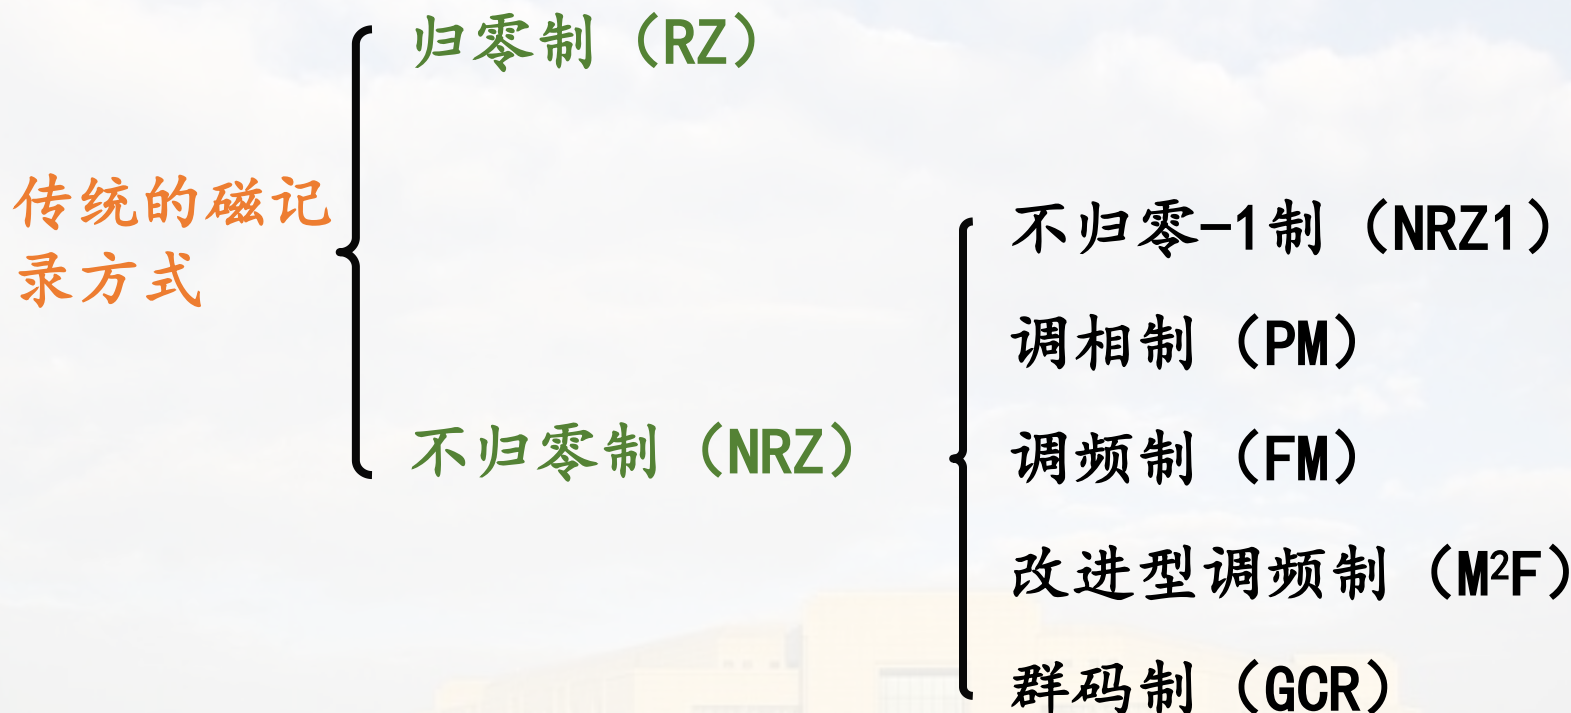 归零制（RZ）
传统的磁记
录方式
不归零制（NRZ）
不归零-1制（NRZ1）
调相制（PM）
调频制（FM）
改进型调频制（M²F）
群码制（GCR）